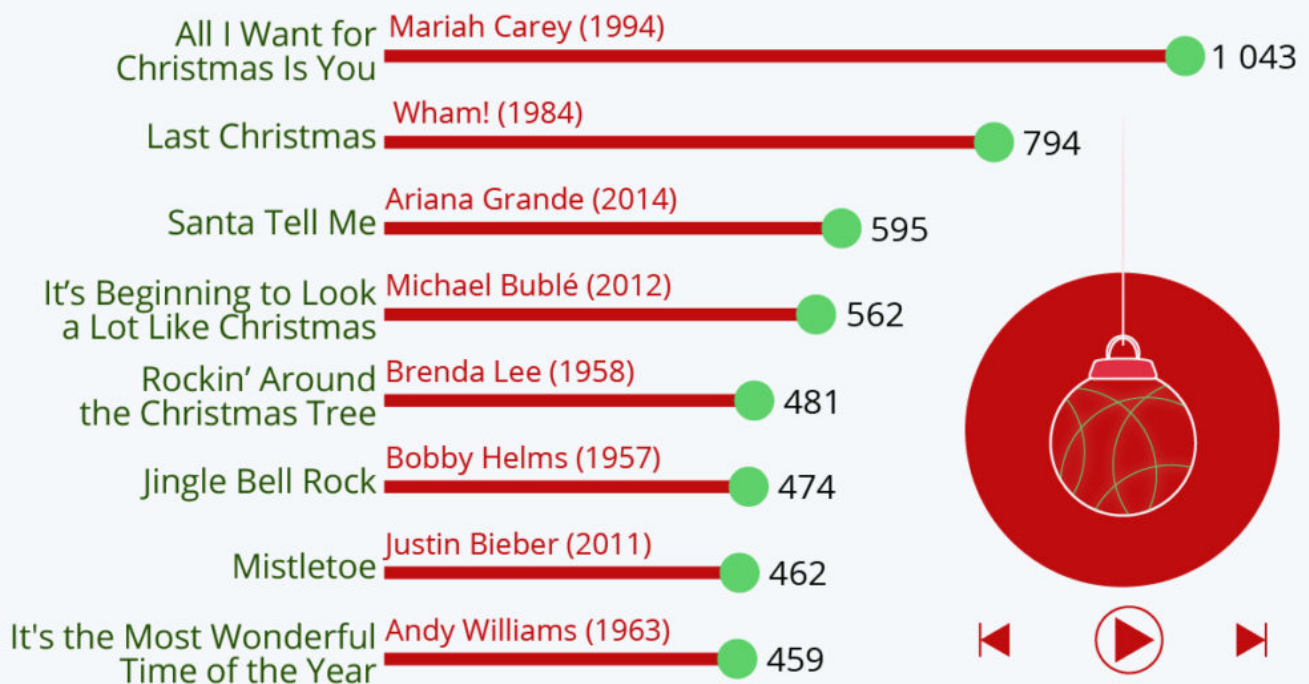 All I Want for
Christmas Is You
Mariah Carey (1994)
1 043
Last Christmas
Wham! (1984)
794
Santa Tell Me
Ariana Grande (2014)
595
It’s Beginning to Look
a Lot Like Christmas
Michael Bublé (2012)
562
Rockin’ Around
the Christmas Tree
Brenda Lee (1958)
481
Jingle Bell Rock
Bobby Helms (1957)
474
Mistletoe
Justin Bieber (2011)
462
It's the Most Wonderful
Time of the Year
Andy Williams (1963)
459